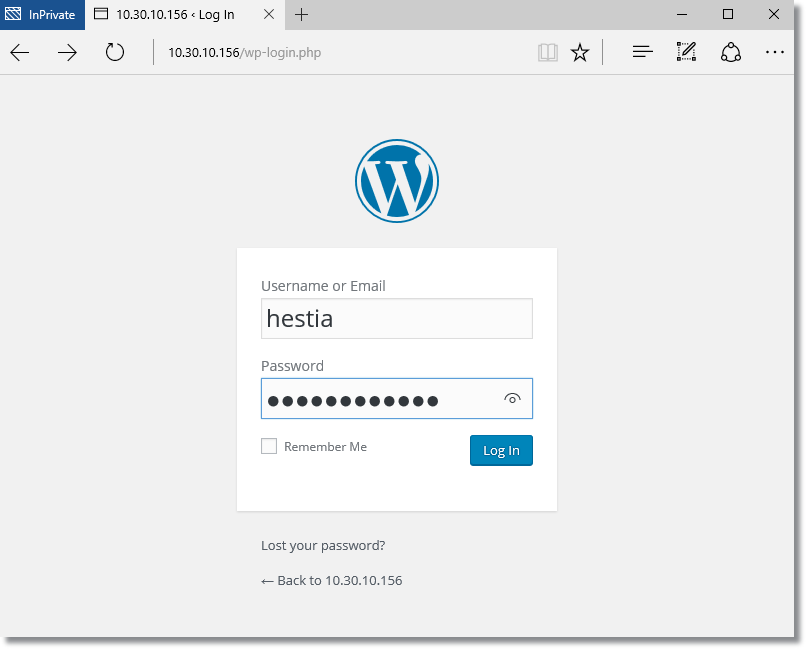 InPrivate 10.30.10.156 ‹ Log In
10.30.10.156/wp-login.php
Username or Email
hestia
Password
●●●●●●●●●●●●
Remember Me Log In
Lost your password?
← Back to 10.30.10.156